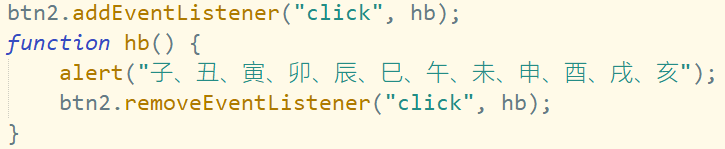 btn2.addEventListener("click", hb);
function hb() {
    alert("子、丑、寅、卯、辰、巳、午、未、申、酉、戌、亥");
    btn2.removeEventListener("click", hb);
}